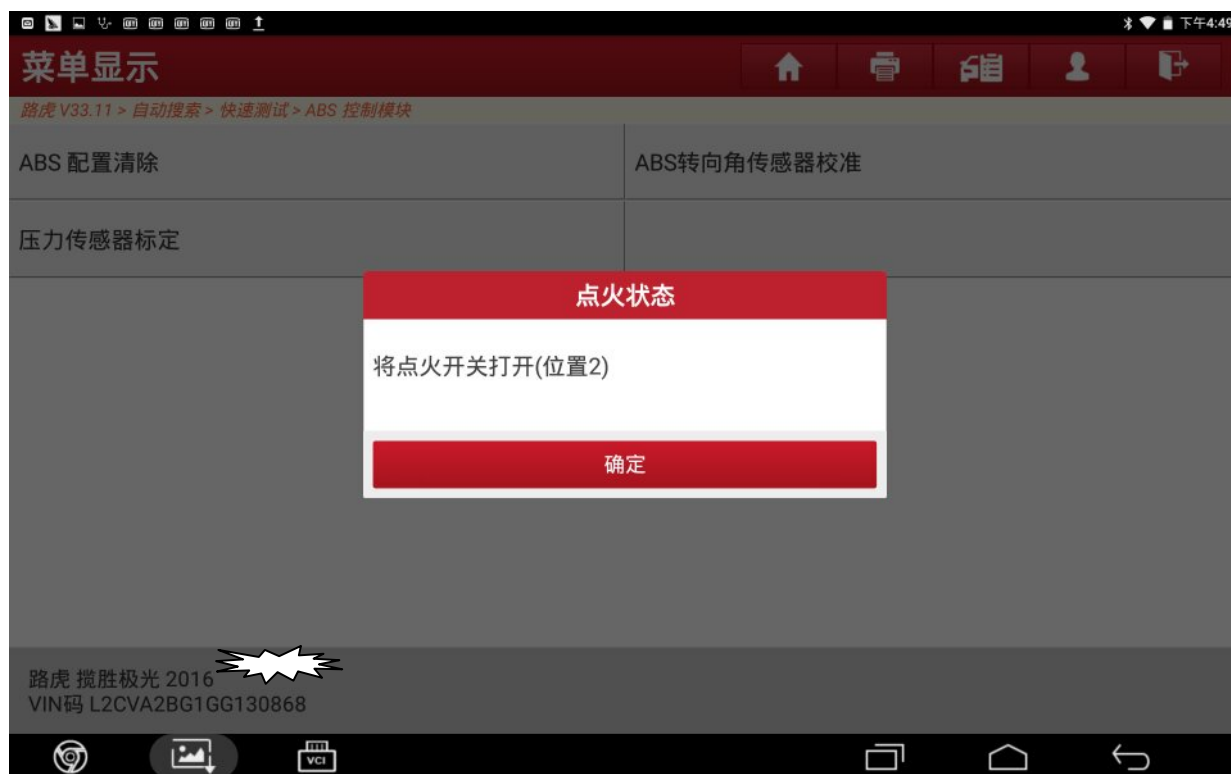 下午4:49
菜单显示
路虎 V33.11 > 自动搜索 > 快速测试 > ABS 控制模块
ABS 配置清除
ABS转向角传感器校准
压力传感器标定
点火状态
将点火开关打开(位置2)
确定
路虎 揽胜极光 2016
VIN码 L2CVA2BG1GG130868
VCI